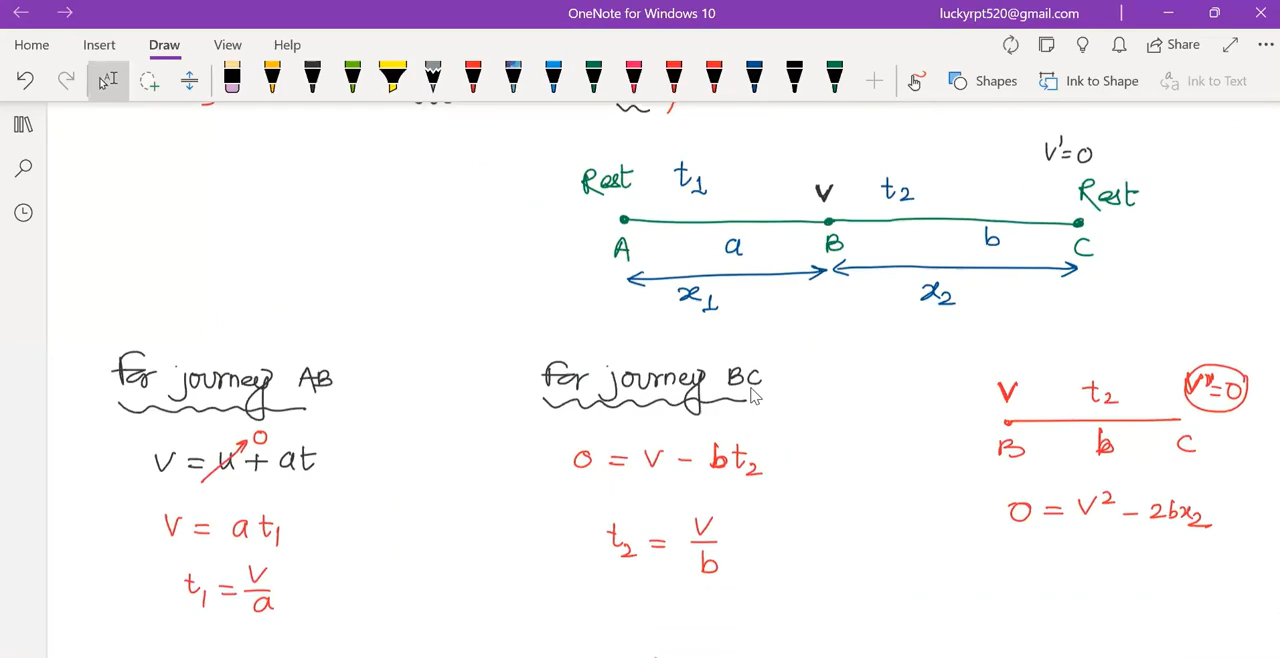 OneNote for Windows 10
luckyrpt520@gmail.com
Home Insert Draw View Help
Share
Shapes Ink to Shape Ink to Text
V'=0
Rest t₁ V t₂ Rest
A a B b C
x₁ x₂
For journey AB
V = u + at
0
V = a t₁
t₁ = V/a
For journey BC
0 = V - bt₂
t₂ = V/b
V t₂ V'=0
B b C
0 = V² - 2bx₂